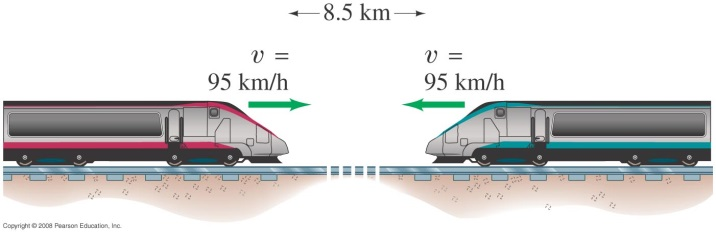 8.5 km
v = v =
95 km/h 95 km/h
Copyright © 2008 Pearson Education, Inc.